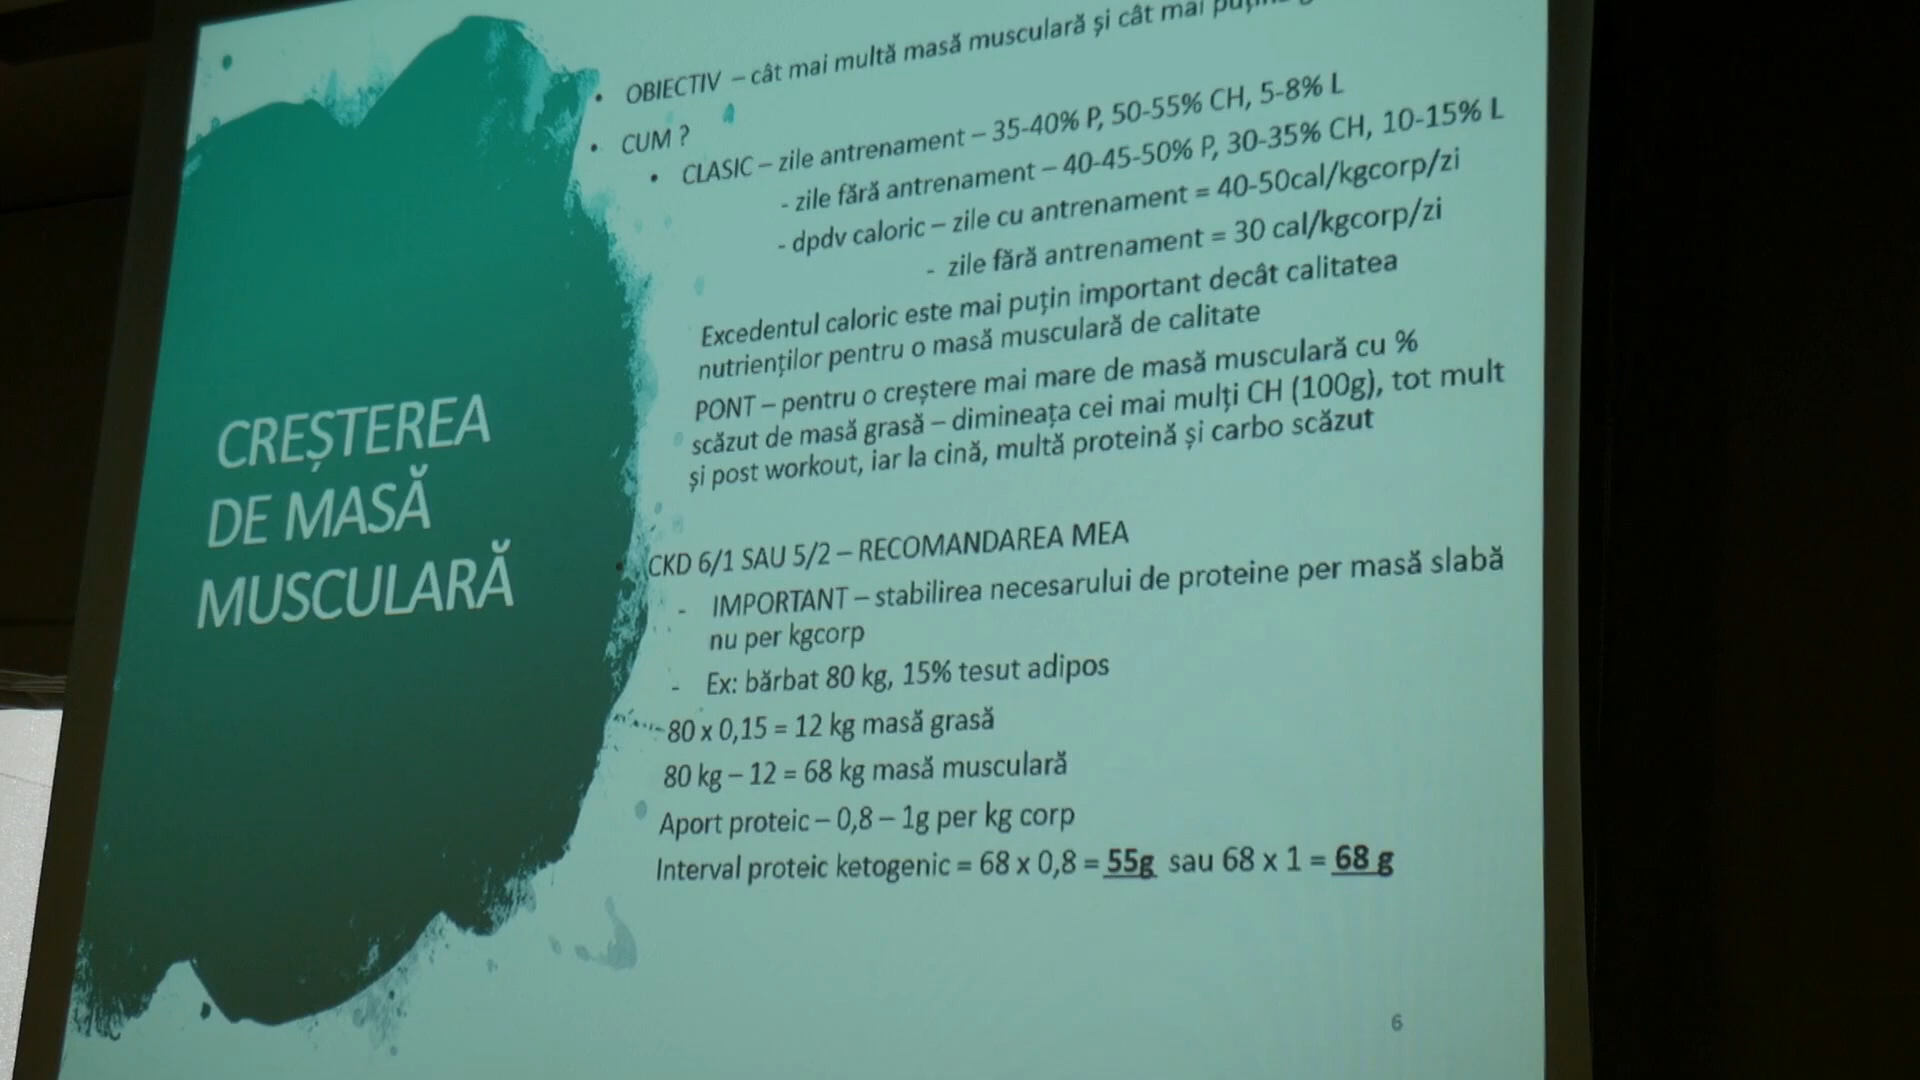 CREȘTEREA
DE MASĂ
MUSCULARĂ
• OBIECTIV – cât mai multă masă musculară și cât mai
• CUM ?
• CLASIC – zile antrenament – 35-40% P, 50-55% CH, 5-8% L
- zile fără antrenament – 40-45-50% P, 30-35% CH, 10-15% L
- dpdv caloric – zile cu antrenament = 40-50cal/kgcorp/zi
- zile fără antrenament = 30 cal/kgcorp/zi
Excedentul caloric este mai puțin important decât calitatea
nutrienților pentru o masă musculară de calitate
PONT – pentru o creștere mai mare de masă musculară cu %
scăzut de masă grasă – dimineața cei mai mulți CH (100g), tot mult
și post workout, iar la cină, multă proteină și carbo scăzut
• CKD 6/1 SAU 5/2 – RECOMANDAREA MEA
- IMPORTANT – stabilirea necesarului de proteine per masă slabă
nu per kgcorp
- Ex: bărbat 80 kg, 15% tesut adipos
80 x 0,15 = 12 kg masă grasă
80 kg – 12 = 68 kg masă musculară
Aport proteic – 0,8 – 1g per kg corp
Interval proteic ketogenic = 68 x 0,8 = 55g sau 68 x 1 = 68 g
6